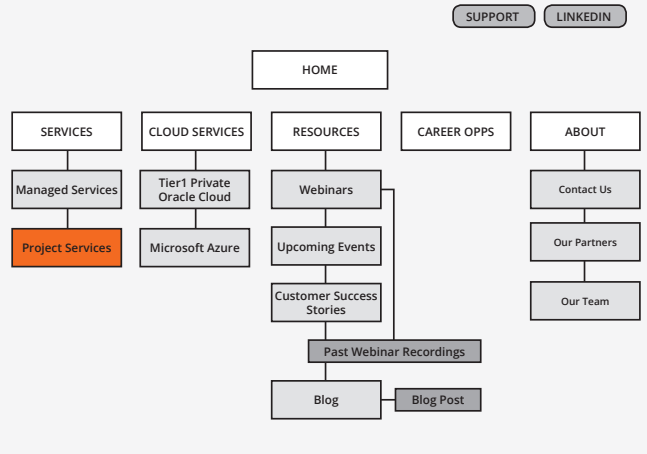 SUPPORT
LINKEDIN
HOME
SERVICES
CLOUD SERVICES
RESOURCES
CAREER OPPS
ABOUT
Managed Services
Tier1 Private
Oracle Cloud
Webinars
Contact Us
Project Services
Microsoft Azure
Upcoming Events
Our Partners
Customer Success
Stories
Our Team
Past Webinar Recordings
Blog
Blog Post